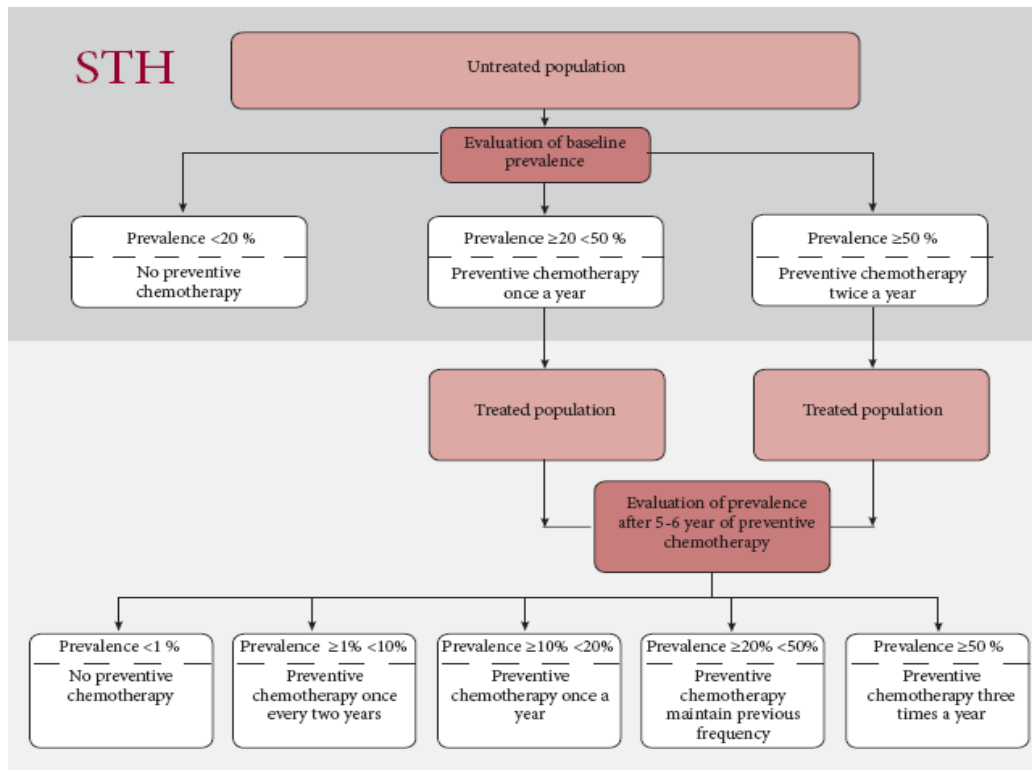 STH
Untreated population
Evaluation of baseline
prevalence
Prevalence <20 %
No preventive
chemotherapy
Prevalence ≥20 <50 %
Preventive chemotherapy
once a year
Prevalence ≥50 %
Preventive chemotherapy
twice a year
Treated population
Treated population
Evaluation of prevalence
after 5-6 year of preventive
chemotherapy
Prevalence <1 %
No preventive
chemotherapy
Prevalence ≥1% <10%
Preventive
chemotherapy once
every two years
Prevalence ≥10% <20%
Preventive
chemotherapy once a
year
Prevalence ≥20% <50%
Preventive
chemotherapy
maintain previous
frequency
Prevalence ≥50 %
Preventive
chemotherapy three
times a year